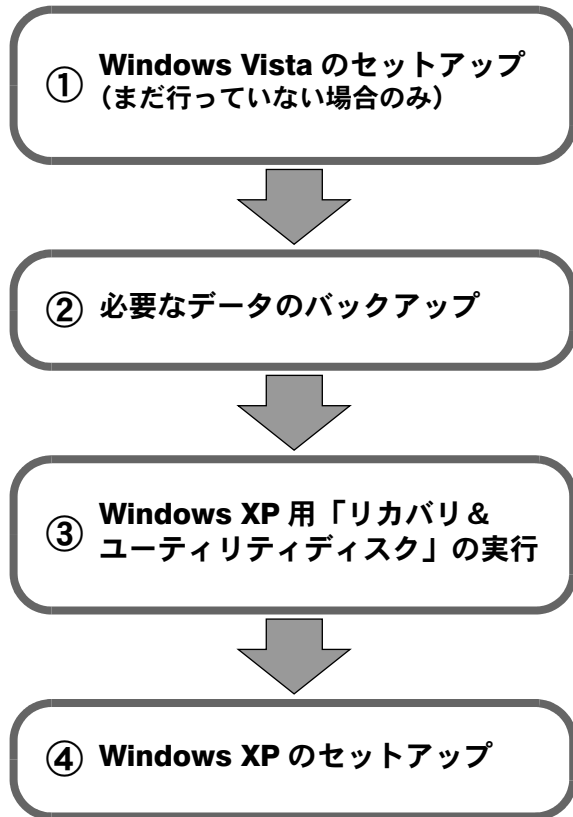 ① Windows Vista のセットアップ
(まだ行っていない場合のみ)
② 必要なデータのバックアップ
③ Windows XP 用「リカバリ&
ユーティリティディスク」の実行
④ Windows XP のセットアップ